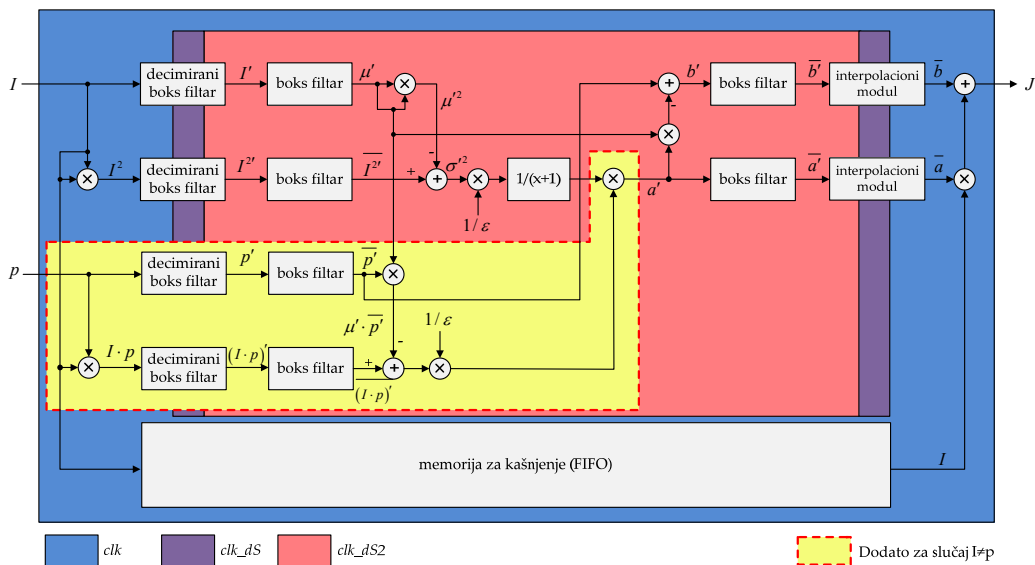 I
decimirani
boks filtar
I′
boks filtar
μ′
×
μ′²
+
b′
boks filtar
b̅′̅
interpolacioni
modul
b̅
+
J
-
-
×
×
I²
decimirani
boks filtar
I²′
boks filtar
I̅²̅′̅
+
+
σ′²
×
1/(x+1)
×
a′
boks filtar
a̅′̅
interpolacioni
modul
a̅
×
1/ε
p
decimirani
boks filtar
p′
boks filtar
p̅′̅
×
μ′·p̅′̅
-
1/ε
×
I·p
decimirani
boks filtar
(I·p)′
boks filtar
+
+
×
(̅I̅·̅p̅)̅′̅
memorija za kašnjenje (FIFO)
I
clk
clk_dS
clk_dS2
Dodato za slučaj I≠p